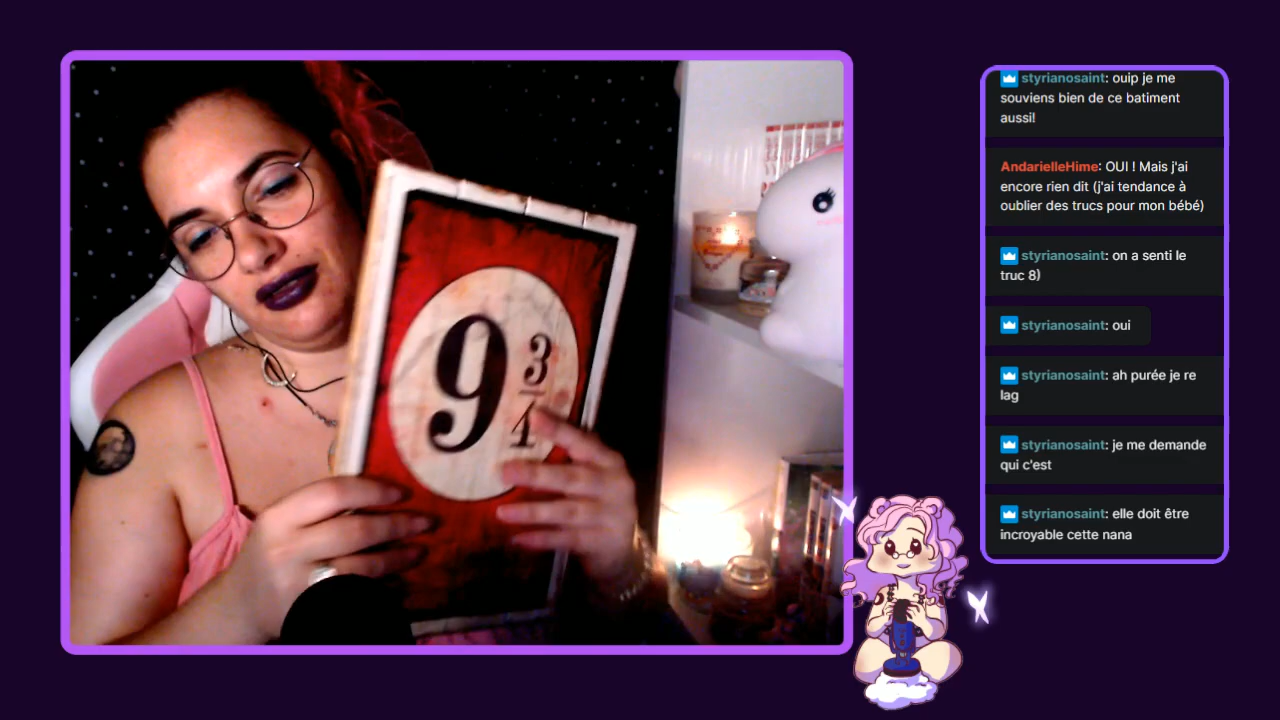 9 3/4
styrianosaint: ouip je me
souviens bien de ce batiment
aussi!
AndarielleHime: OUI ! Mais j'ai
encore rien dit (j'ai tendance à
oublier des trucs pour mon bébé)
styrianosaint: on a senti le
truc 8)
styrianosaint: oui
styrianosaint: ah purée je re
lag
styrianosaint: je me demande
qui c'est
styrianosaint: elle doit être
incroyable cette nana